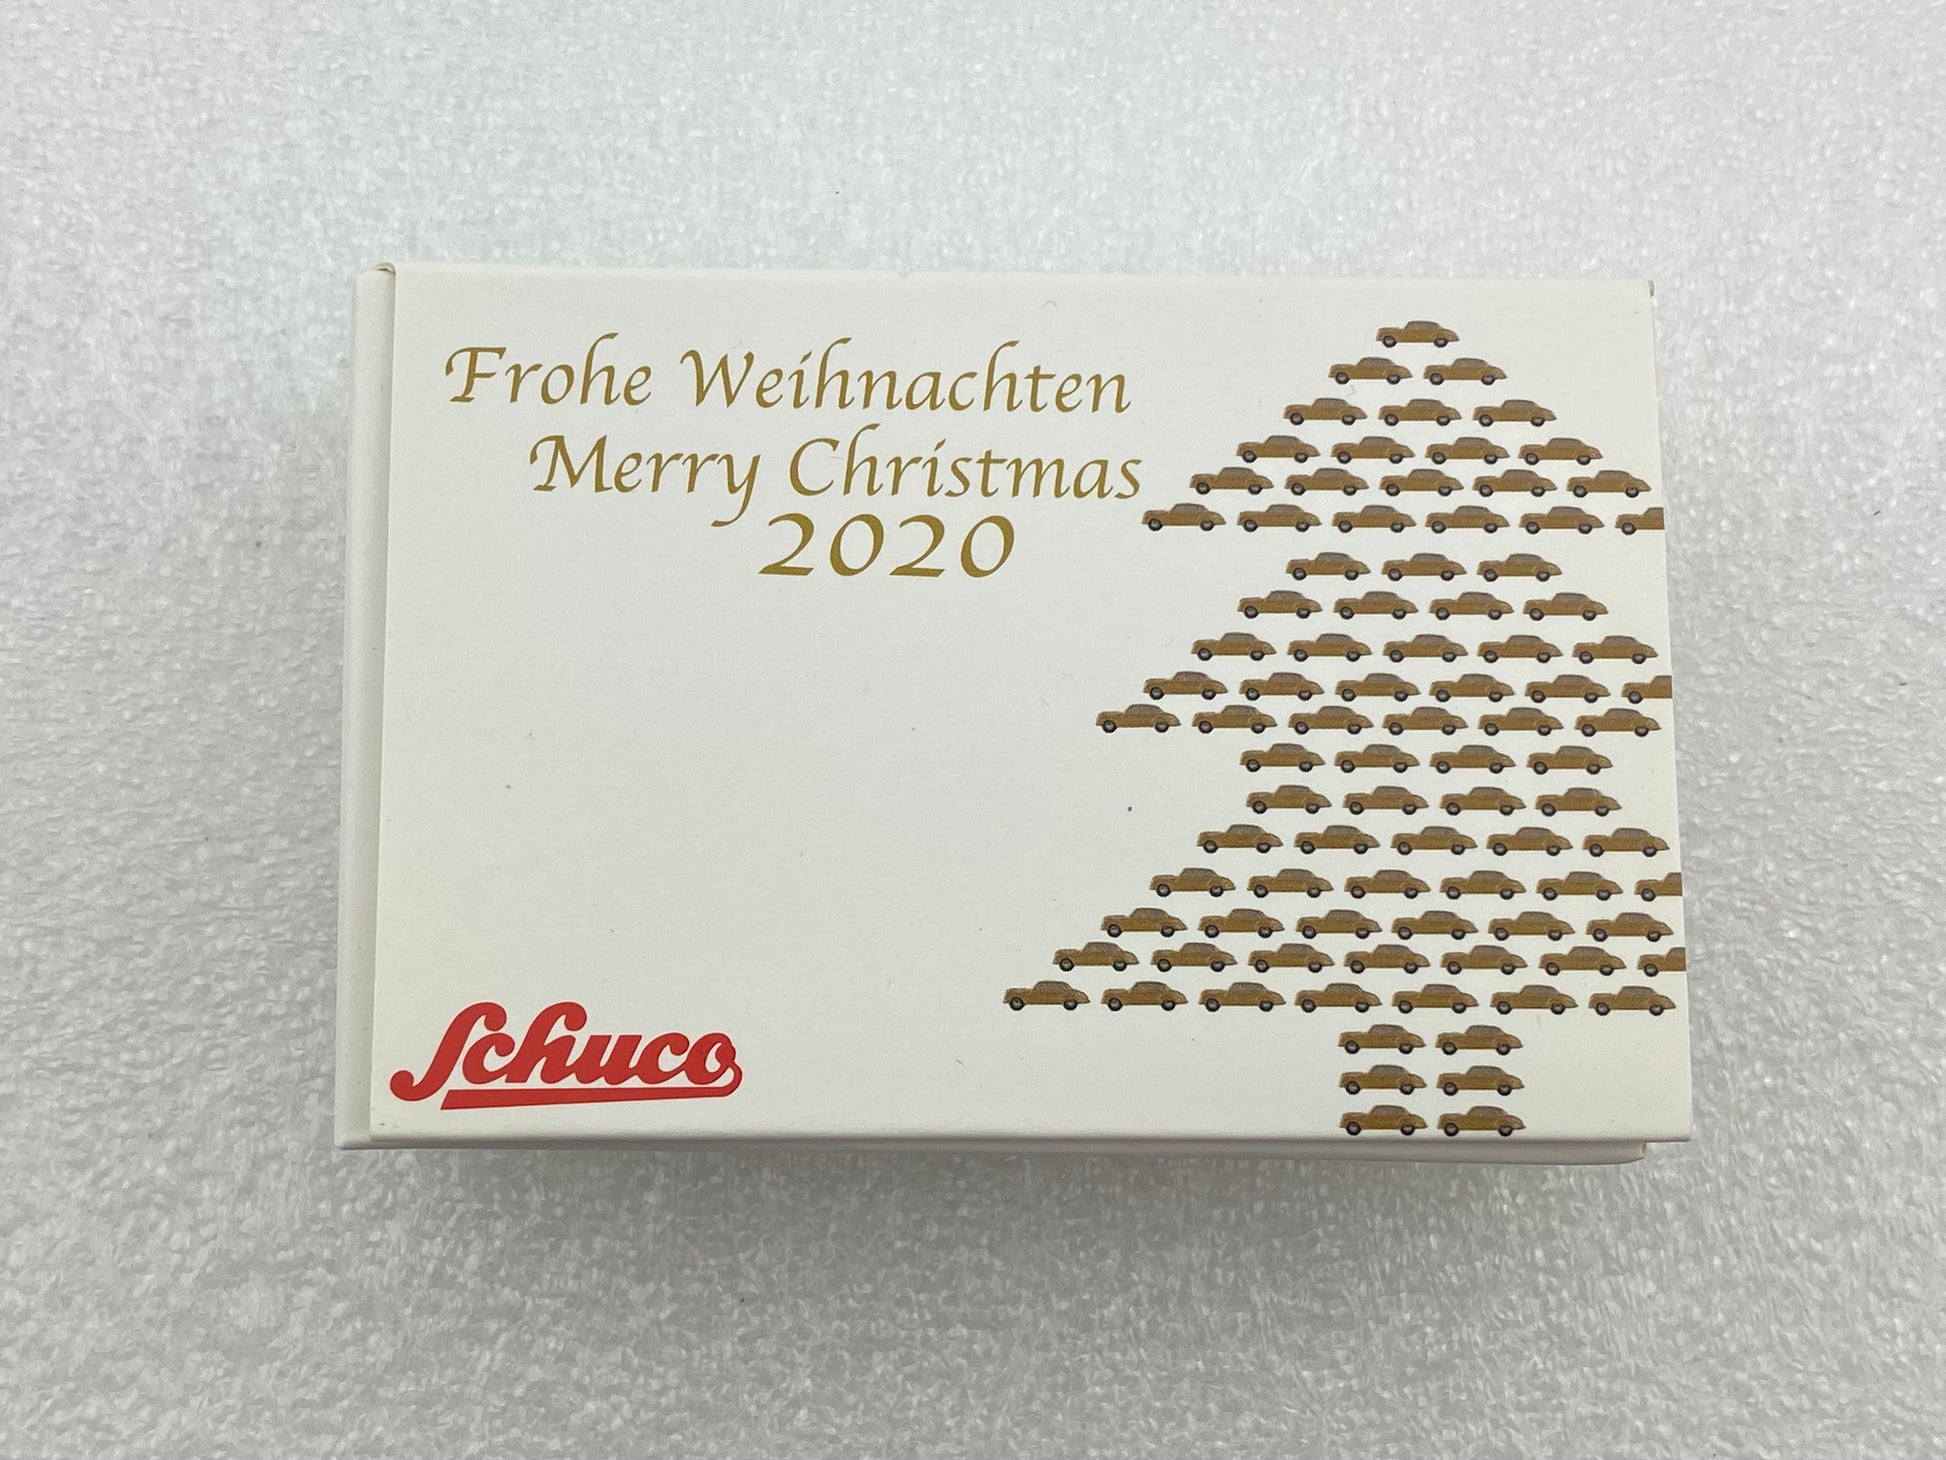 Frohe Weihnachten
Merry Christmas
2020
Schuco